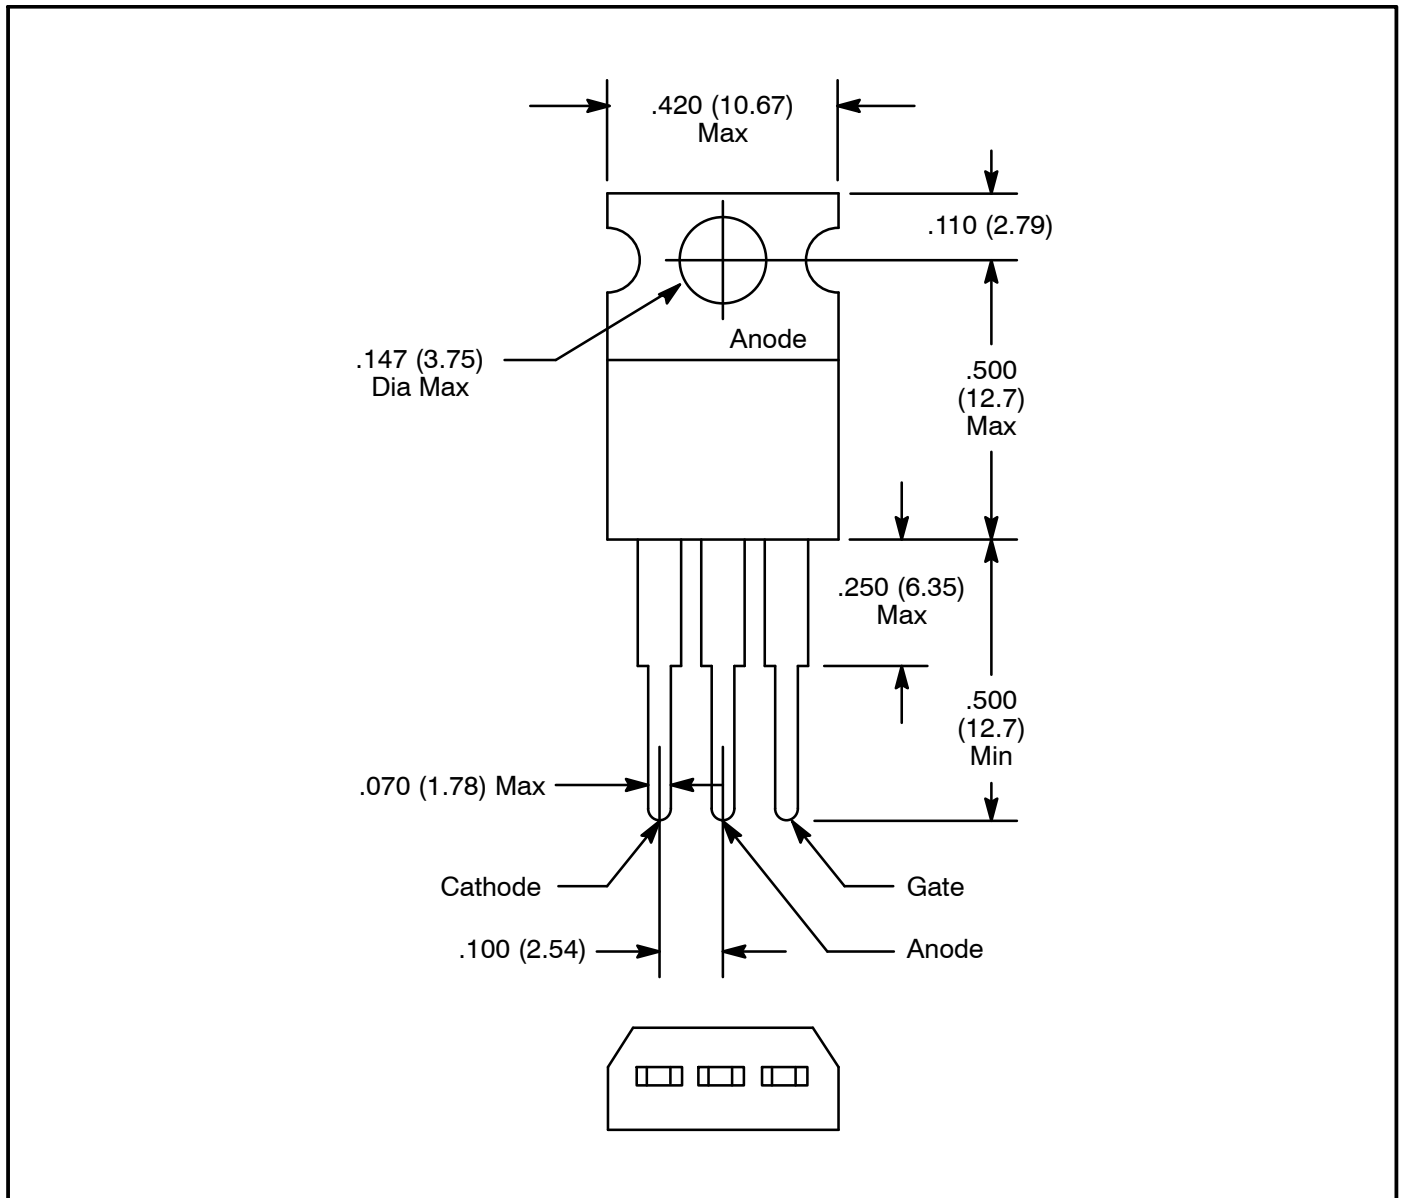 .420 (10.67)
Max
.110 (2.79)
Anode
.147 (3.75)
Dia Max
.500
(12.7)
Max
.250 (6.35)
Max
.500
(12.7)
Min
.070 (1.78) Max
Cathode
Gate
.100 (2.54)
Anode